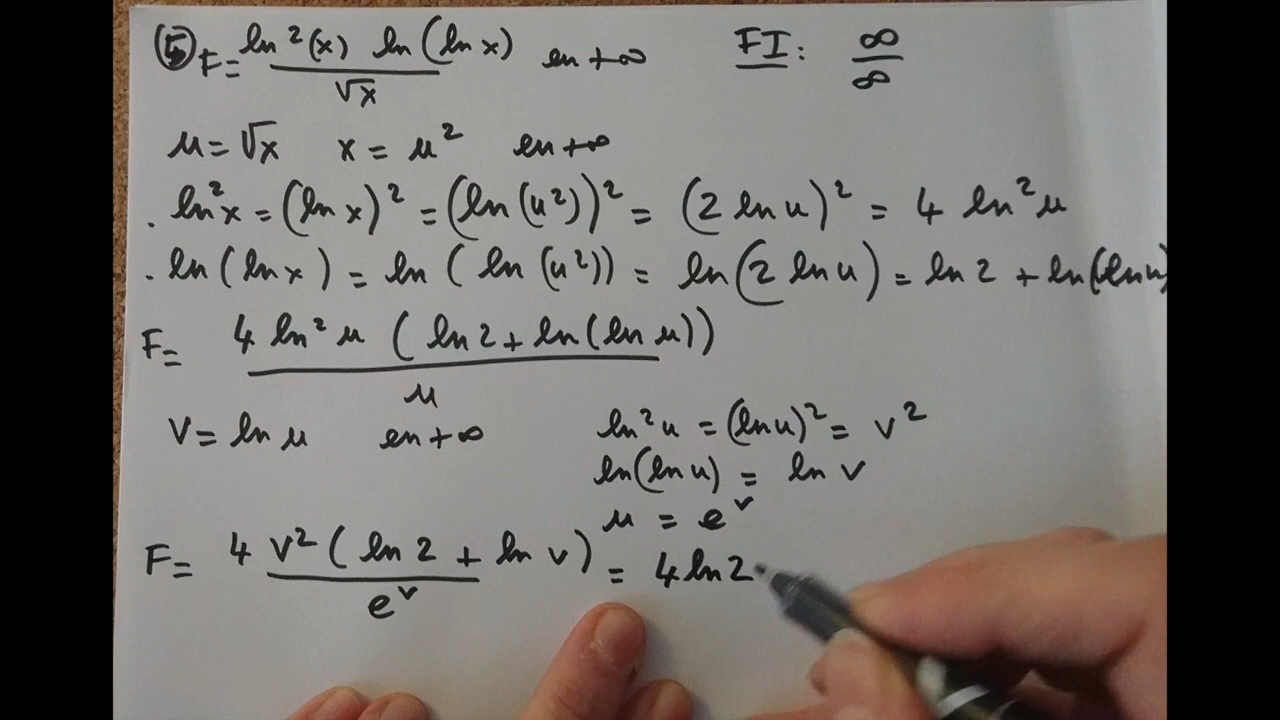 ⑤ F = ln²(x) ln(ln x) / √x en +∞ FI: ∞/∞
u = √x x = u² en +∞
. ln²x = (ln x)² = (ln(u²))² = (2 ln u)² = 4 ln²u
. ln(ln x) = ln(ln(u²)) = ln(2 ln u) = ln 2 + ln(ln u)
F = 4 ln²u (ln 2 + ln(ln u)) / u
V = ln u en +∞ ln²u = (ln u)² = v²
ln(ln u) = ln v
u = e^v
F = 4 v² (ln 2 + ln v) / e^v = 4 ln 2